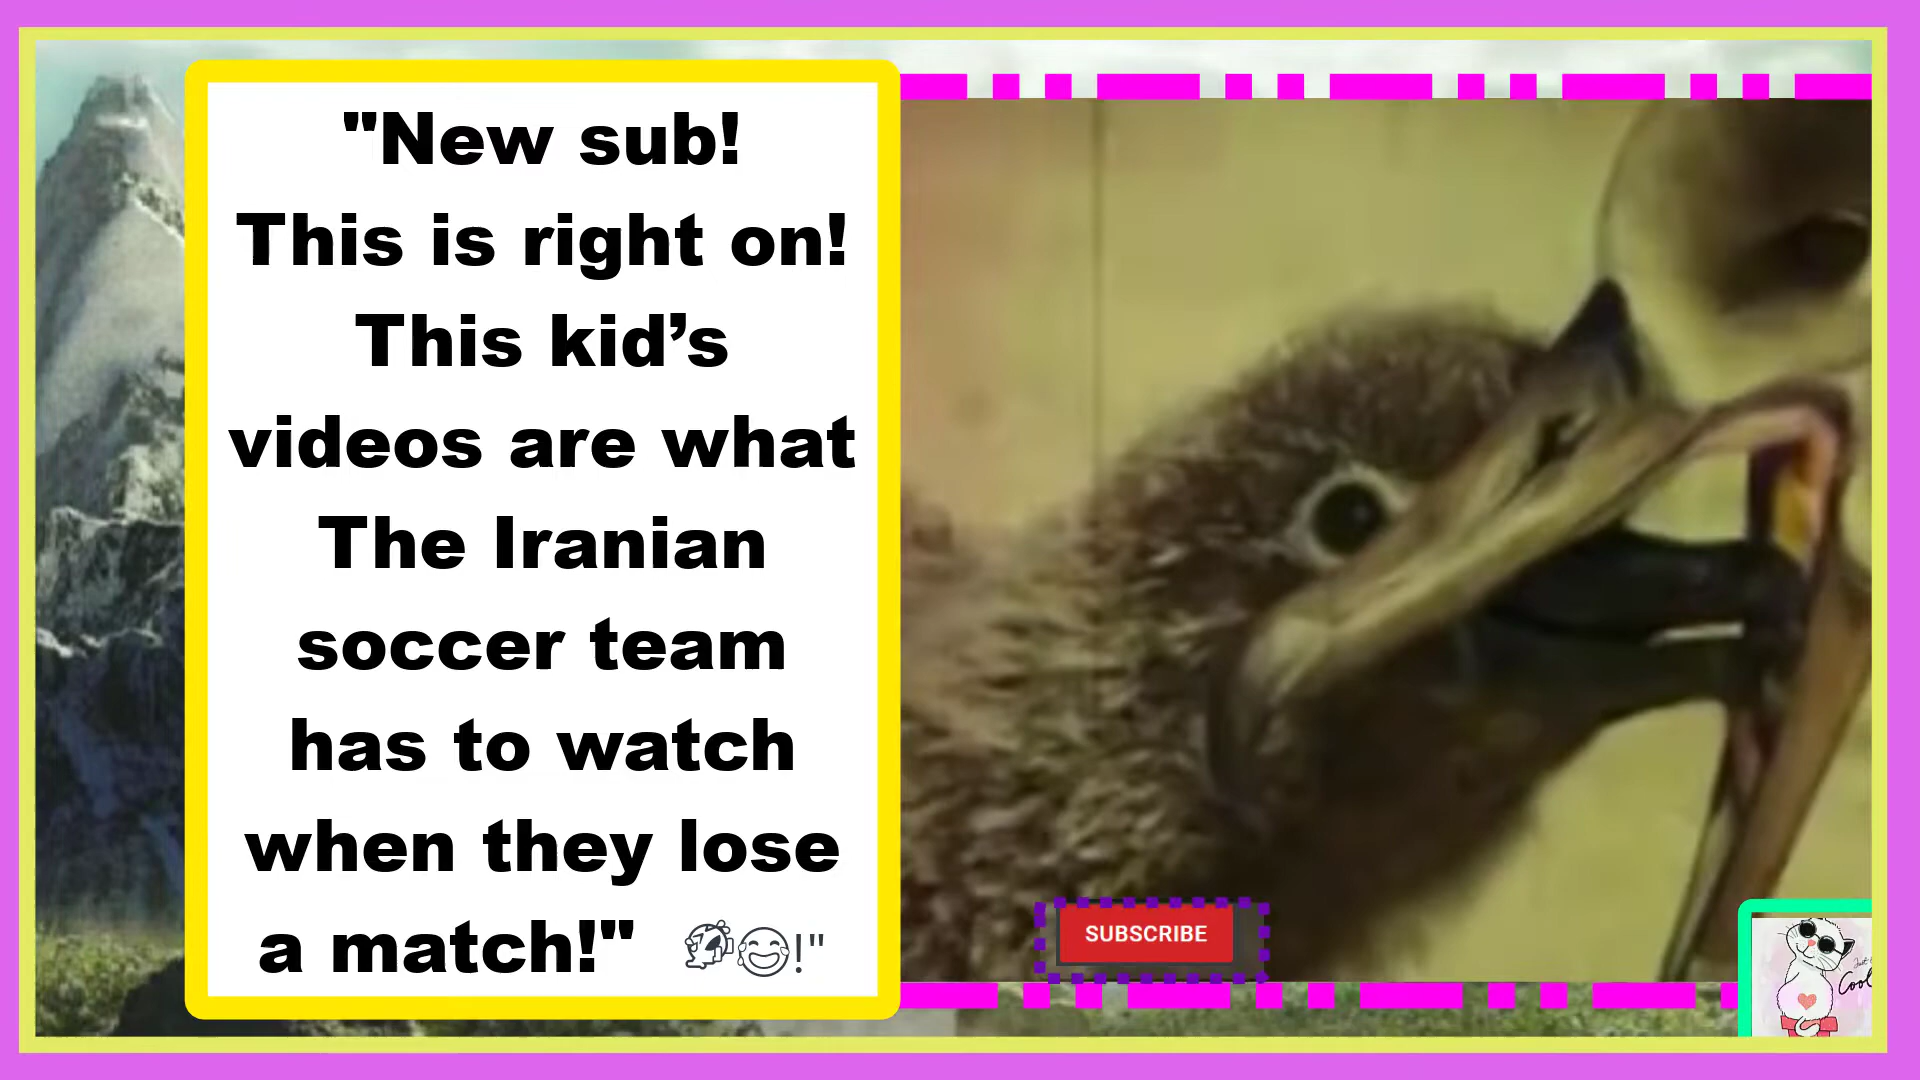 "New sub!
This is right on!
This kid’s
videos are what
The Iranian
soccer team
has to watch
when they lose
a match!" 😂!"
SUBSCRIBE
Cool